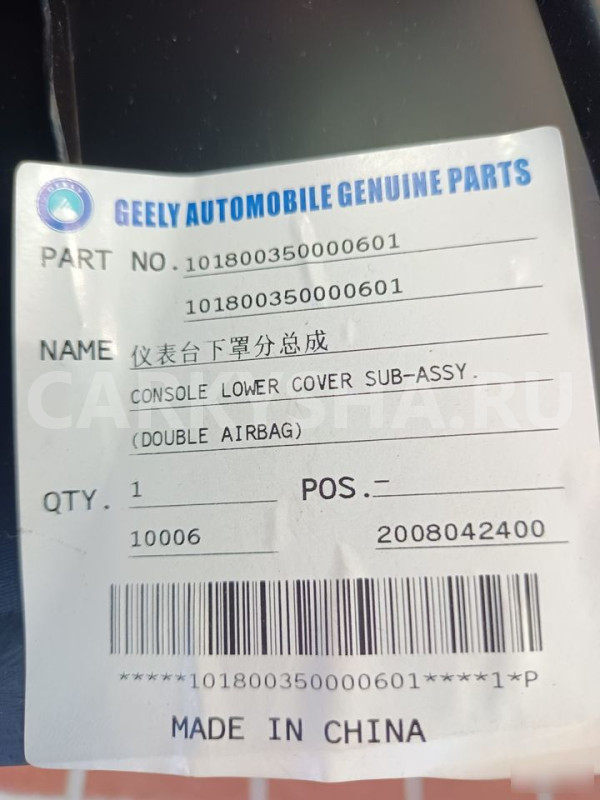 GEELY AUTOMOBILE GENUINE PARTS
PART NO. 101800350000601
101800350000601
NAME 仪表台下罩分总成
CONSOLE LOWER COVER SUB-ASSY.
CARKYSHA.RU
(DOUBLE AIRBAG)
QTY. 1 POS. -
10006 2008042400
*****101800350000601****1*P
MADE IN CHINA